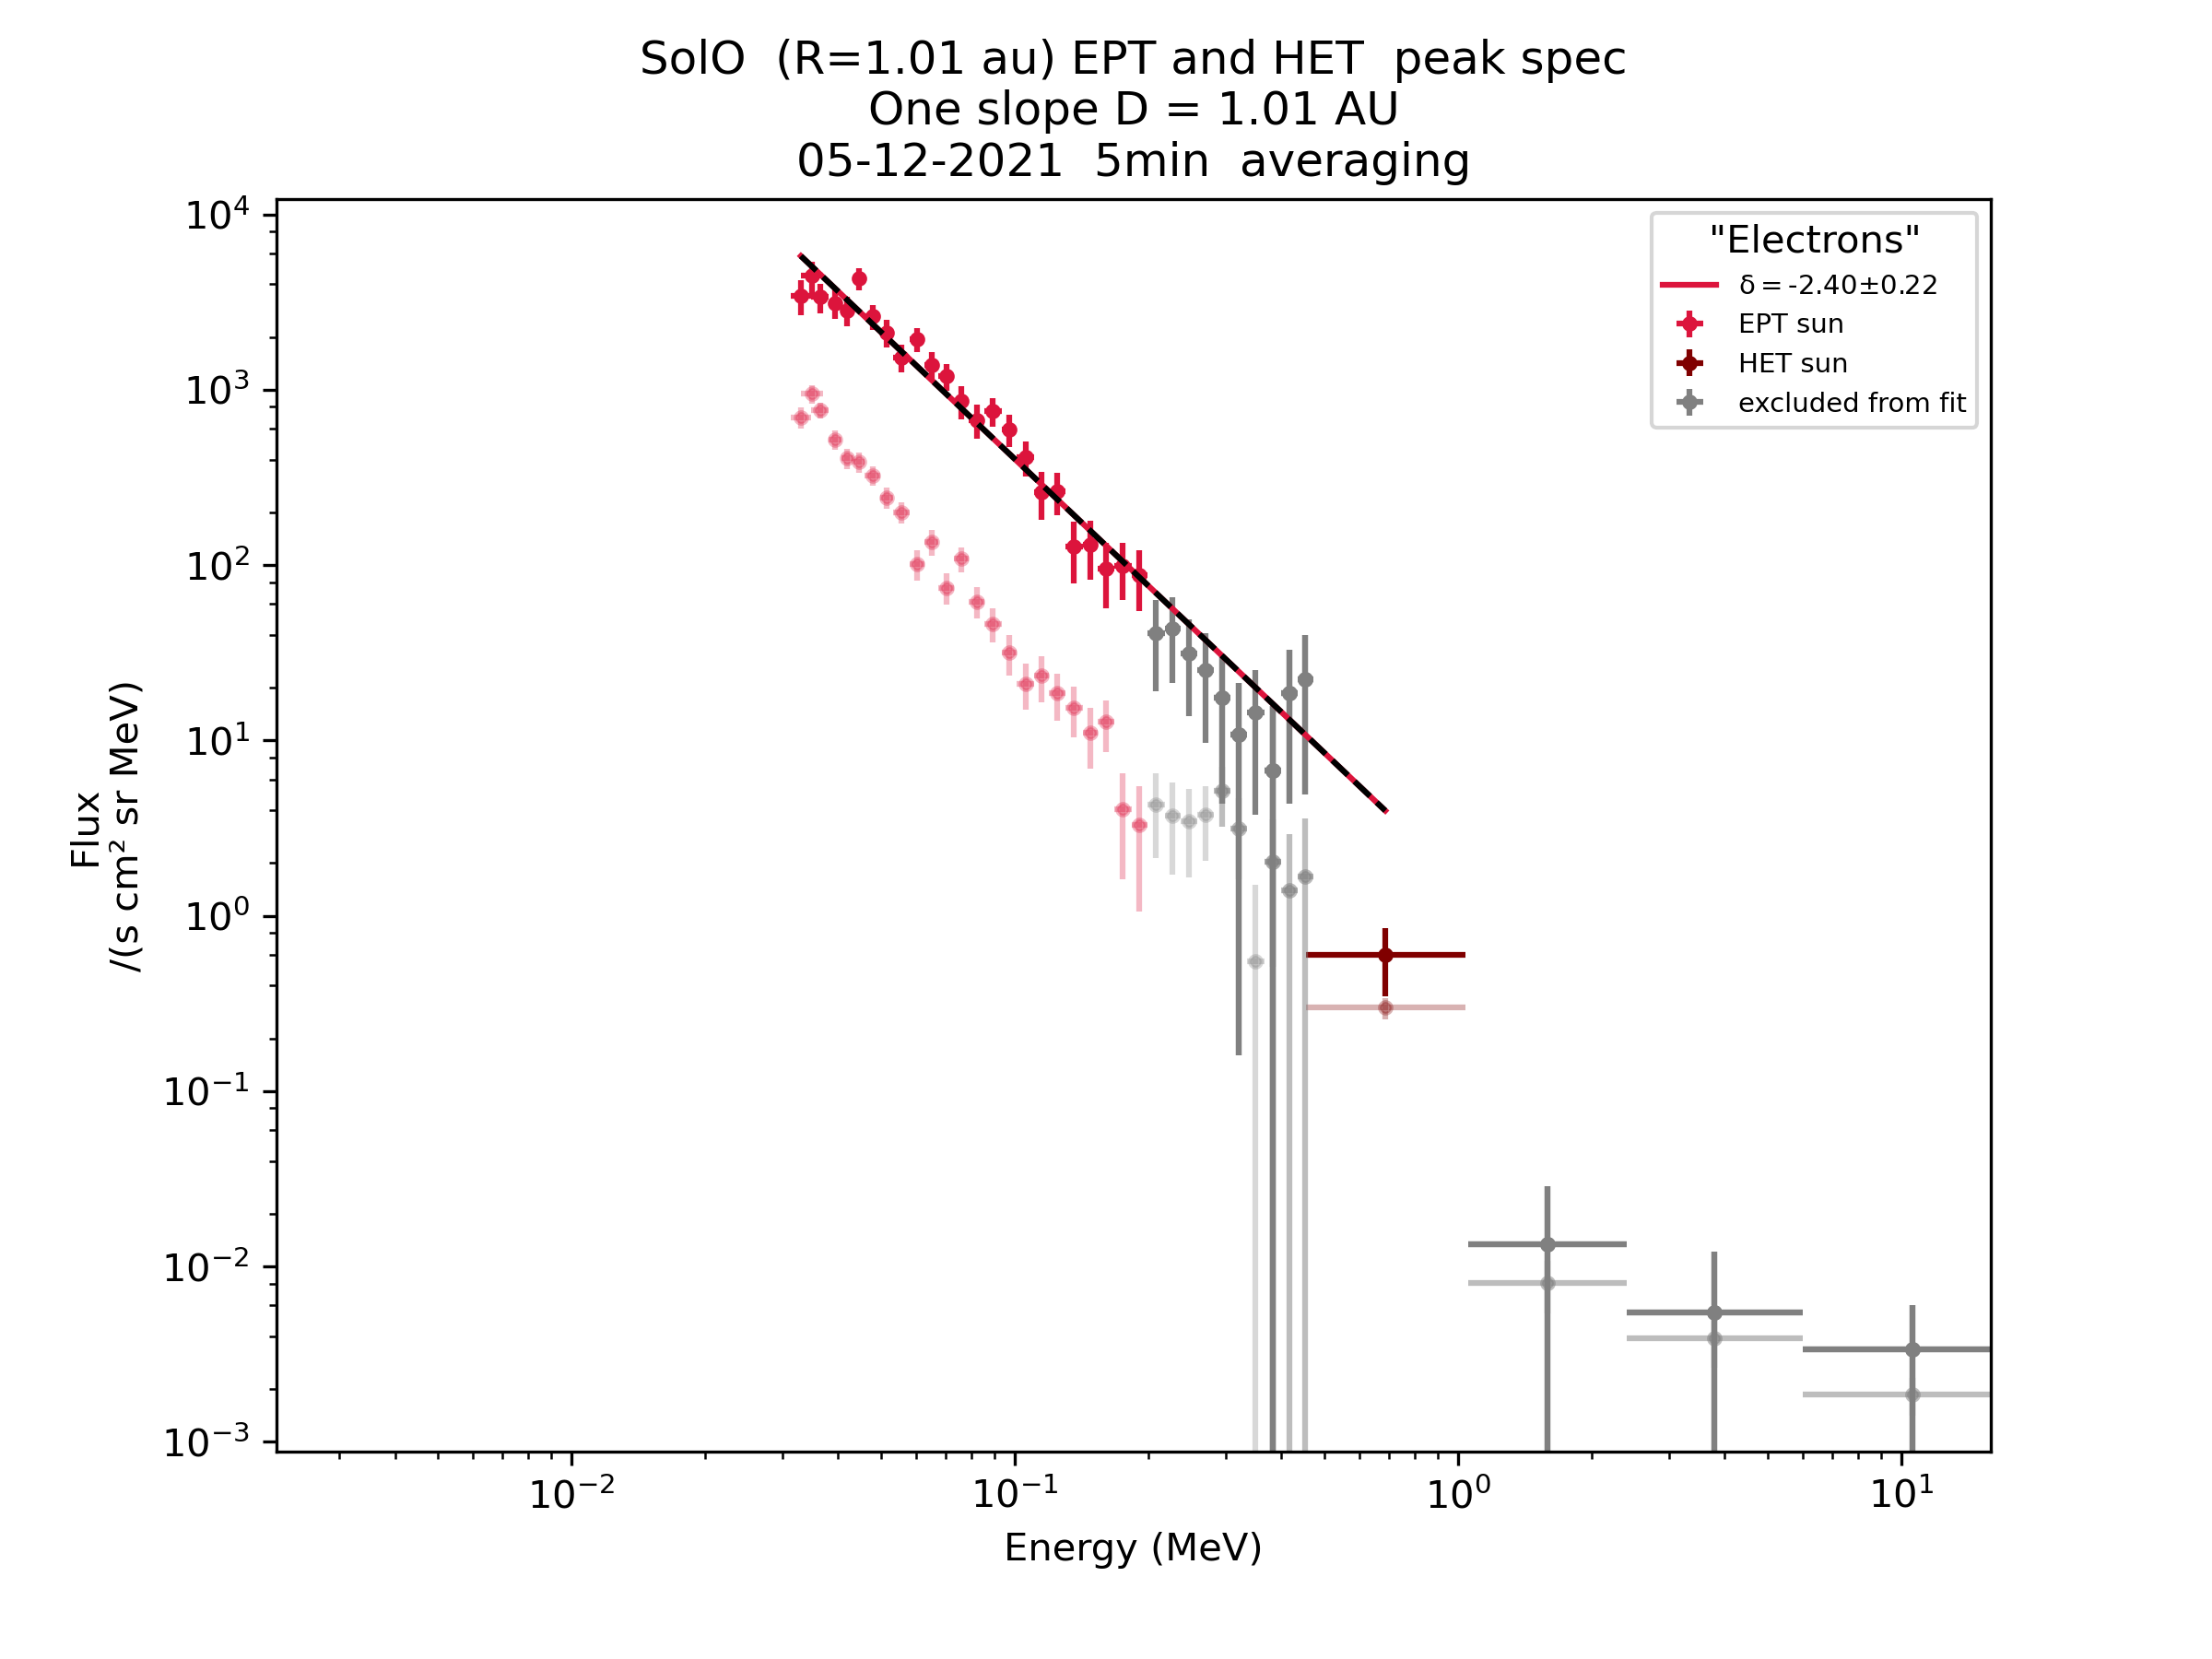 SolO  (R=1.01 au) EPT and HET  peak spec
One slope D = 1.01 AU
05-12-2021  5min  averaging
"Electrons"
δ = -2.40±0.22
EPT sun
HET sun
excluded from fit
Flux
/(s cm² sr MeV)
10⁴
10³
10²
10¹
10⁰
10⁻¹
10⁻²
10⁻³
10⁻²
10⁻¹
10⁰
10¹
Energy (MeV)